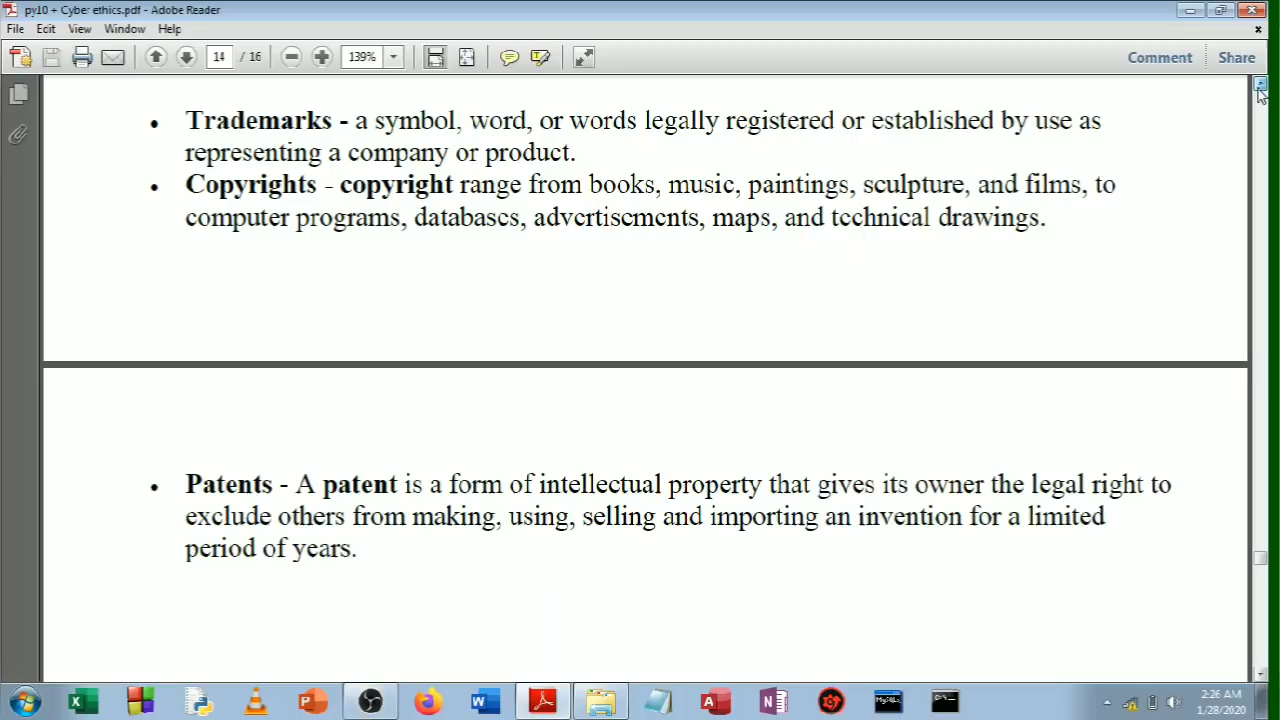 py10 + Cyber ethics.pdf - Adobe Reader
File Edit View Window Help
14 / 16 139% Comment Share
Trademarks - a symbol, word, or words legally registered or established by use as
representing a company or product.
Copyrights - copyright range from books, music, paintings, sculpture, and films, to
computer programs, databases, advertisements, maps, and technical drawings.
Patents - A patent is a form of intellectual property that gives its owner the legal right to
exclude others from making, using, selling and importing an invention for a limited
period of years.
2:26 AM
1/28/2020